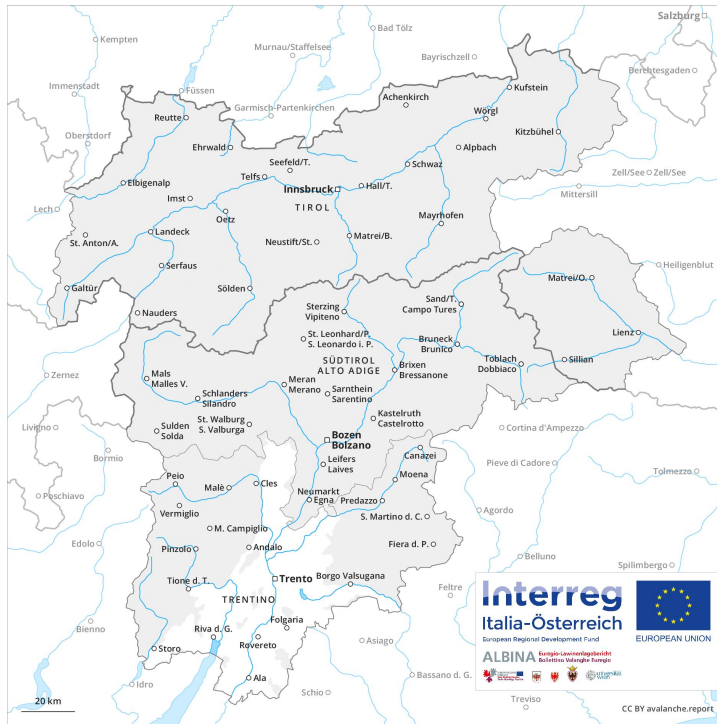 Salzburg
Kempten
Bad Tölz
Murnau/Staffelsee
Bayrischzell
Berchtesgaden
Immenstadt
Füssen
Garmisch-Partenkirchen
Achenkirch
Kufstein
Reutte
Wörgl
Oberstdorf
Kitzbühel
Ehrwald
Alpbach
Seefeld/T.
Schwaz
Telfs
Zell/See
Zell/See
Elbigenalp
Innsbruck
Hall/T.
Mittersill
Imst
TIROL
Lech
Oetz
Mayrhofen
St. Anton/A.
Landeck
Neustift/St.
Matrei/B.
Serfaus
Heiligenblut
Matrei/O.
Galtür
Sölden
Sand/T.
Campo Tures
Nauders
Sterzing
Vipiteno
Lienz
St. Leonhard/P.
S. Leonardo i. P.
Bruneck
Brunico
Toblach
Dobbiaco
Sillian
SÜDTIROL
ALTO ADIGE
Brixen
Bressanone
Zernez
Mals
Malles V.
Meran
Merano
Sarnthein
Sarentino
Schlanders
Silandro
Kastelruth
Castelrotto
Livigno
Sulden
Solda
St. Walburg
S. Valburga
Cortina d'Ampezzo
Bozen
Bolzano
Bormio
Canazei
Leifers
Laives
Pieve di Cadore
Tolmezzo
Peio
Moena
Malè
Cles
Neumarkt
Egna
Predazzo
Poschiavo
Vermiglio
Agordo
M. Campiglio
S. Martino d. C.
Edolo
Pinzolo
Andalo
Fiera d. P.
Belluno
Spilimbergo
Tione d. T.
Trento
Borgo Valsugana
Feltre
TRENTINO
Folgaria
Bienno
Riva d. G.
Rovereto
Asiago
Storo
Ala
Idro
Schio
Bassano d. G.
Treviso
20 km
Interreg
Italia-Österreich
European Regional Development Fund
EUROPEAN UNION
ALBINA
Euregio-Lawinenlagebericht
Bollettino Valanghe Euregio
CC BY avalanche.report